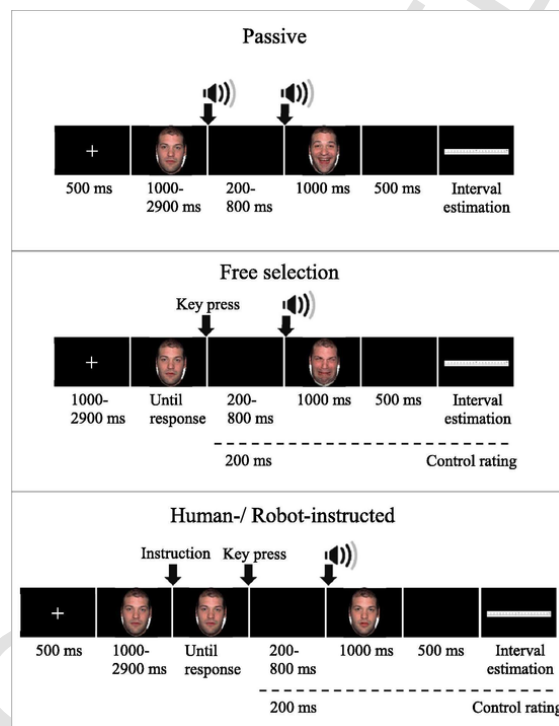 Passive
500 ms
1000-
2900 ms
200-
800 ms
1000 ms
500 ms
Interval
estimation
Free selection
Key press
1000-
2900 ms
Until
response
200-
800 ms
1000 ms
500 ms
Interval
estimation
200 ms
Control rating
Human-/ Robot-instructed
Instruction
Key press
500 ms
1000-
2900 ms
Until
response
200-
800 ms
1000 ms
500 ms
Interval
estimation
200 ms
Control rating